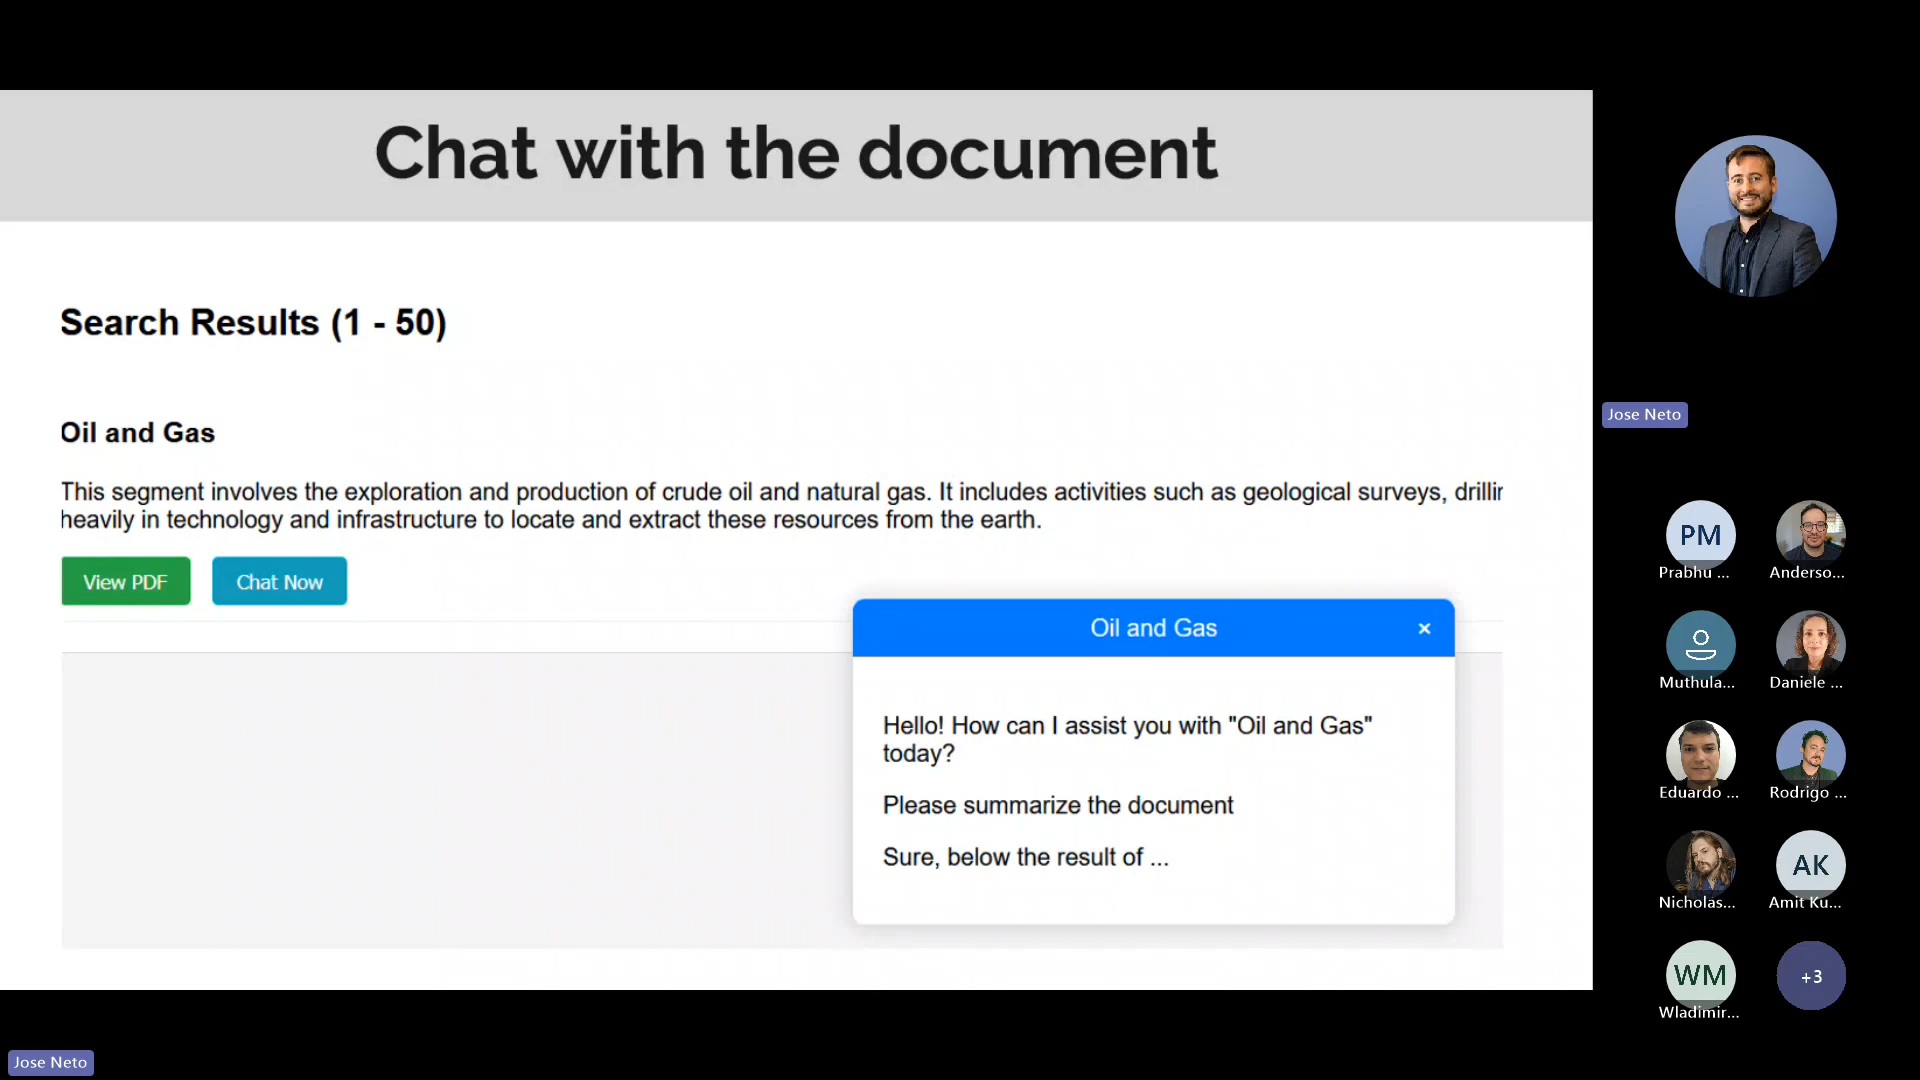 Chat with the document
Search Results (1 - 50)
Oil and Gas
This segment involves the exploration and production of crude oil and natural gas. It includes activities such as geological surveys, drillin
heavily in technology and infrastructure to locate and extract these resources from the earth.
View PDF
Chat Now
Oil and Gas
×
Hello! How can I assist you with "Oil and Gas"
today?
Please summarize the document
Sure, below the result of ...
Jose Neto
PM
Prabhu ...
Anderso...
Muthula...
Daniele ...
Eduardo ...
Rodrigo ...
Nicholas...
AK
Amit Ku...
WM
Wladimir...
+3
Jose Neto